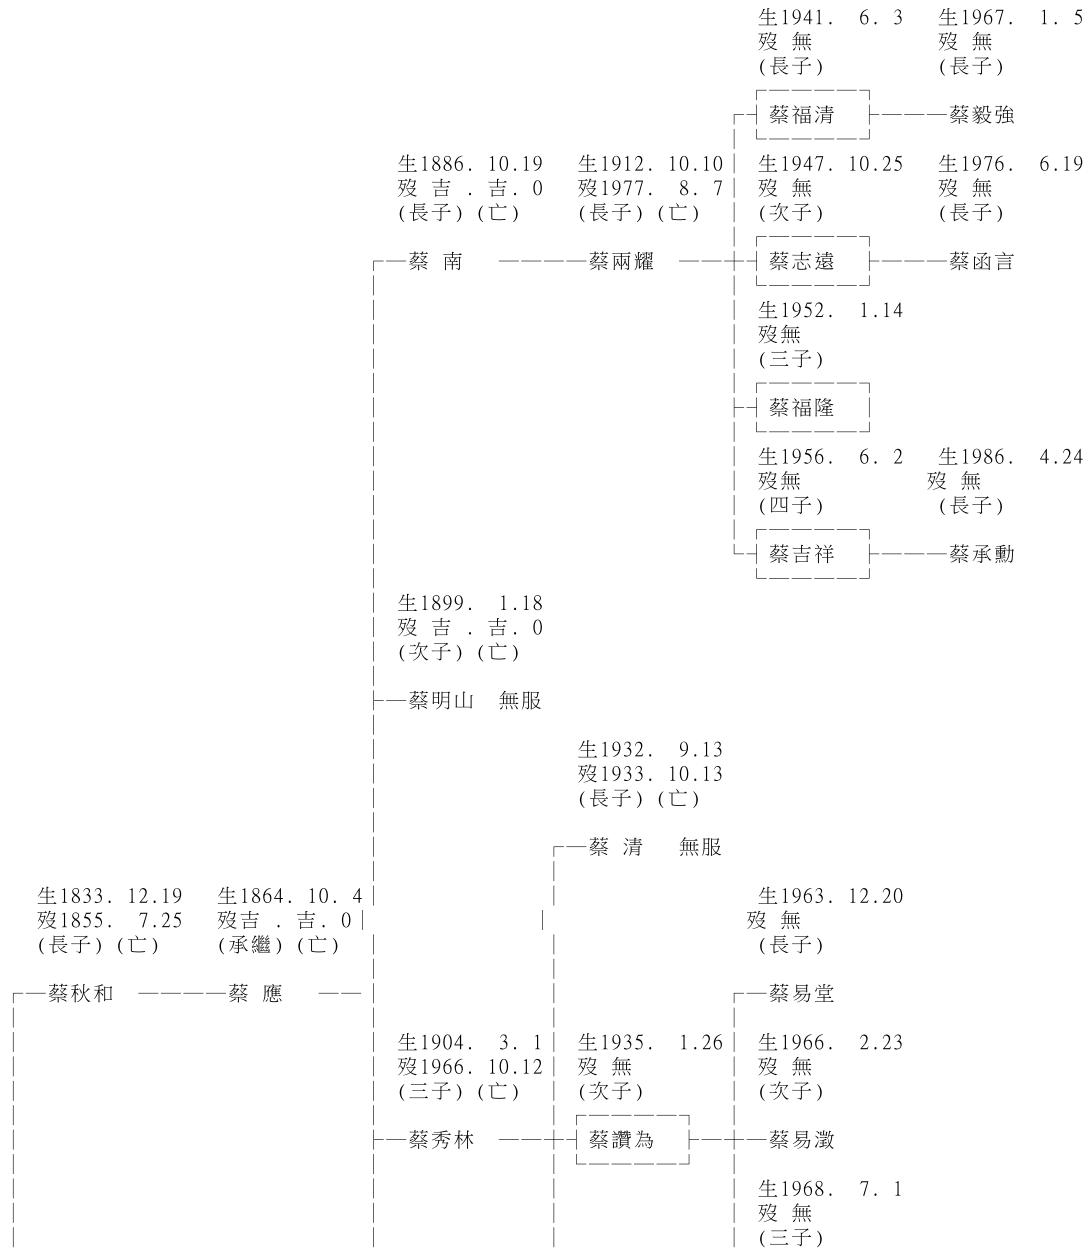 生1941. 6. 3 生1967. 1. 5
歿 無 歿 無
(長子) (長子)
蔡福清 蔡毅強
生1886. 10.19 生1912. 10.10 生1947. 10.25 生1976. 6.19
歿 吉 . 吉. 0 歿1977. 8. 7 歿 無 歿 無
(長子) (亡) (長子) (亡) (次子) (長子)
蔡 南 蔡兩耀 蔡志遠 蔡函言
生1952. 1.14
歿無
(三子)
蔡福隆
生1956. 6. 2 生1986. 4.24
歿無 歿 無
(四子) (長子)
蔡吉祥 蔡承勳
生1899. 1.18
歿 吉 . 吉. 0
(次子) (亡)
蔡明山 無服
生1932. 9.13
歿1933. 10.13
(長子) (亡)
蔡 清 無服
生1833. 12.19 生1864. 10. 4 生1963. 12.20
歿1855. 7.25 歿吉 . 吉. 0 歿 無
(長子) (亡) (承繼) (亡) (長子)
蔡秋和 蔡 應 蔡易堂
生1904. 3. 1 生1935. 1.26 生1966. 2.23
歿1966. 10.12 歿 無 歿 無
(三子) (亡) (次子) (次子)
蔡秀林 蔡讚為 蔡易澂
生1968. 7. 1
歿 無
(三子)